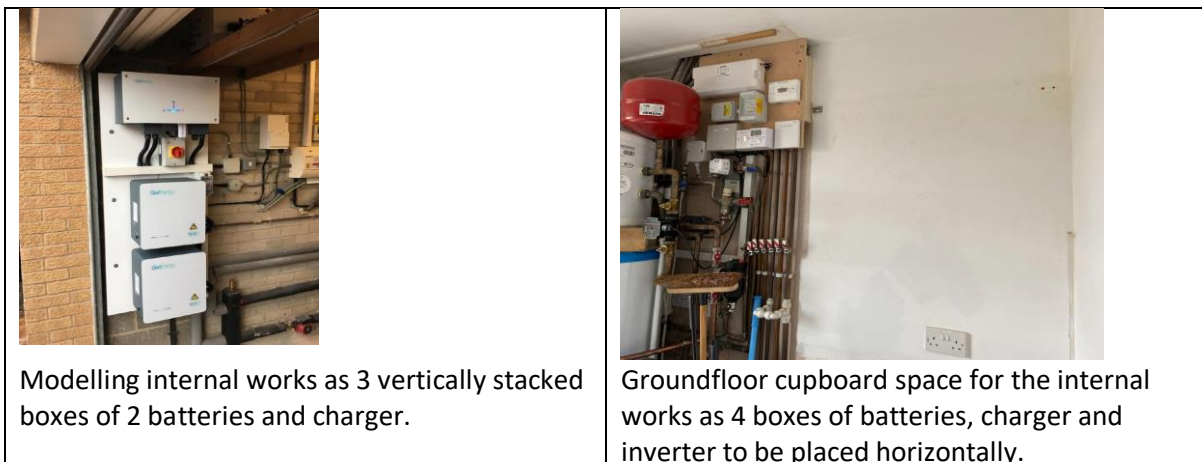 Modelling internal works as 3 vertically stacked
boxes of 2 batteries and charger.
Groundfloor cupboard space for the internal
works as 4 boxes of batteries, charger and
inverter to be placed horizontally.